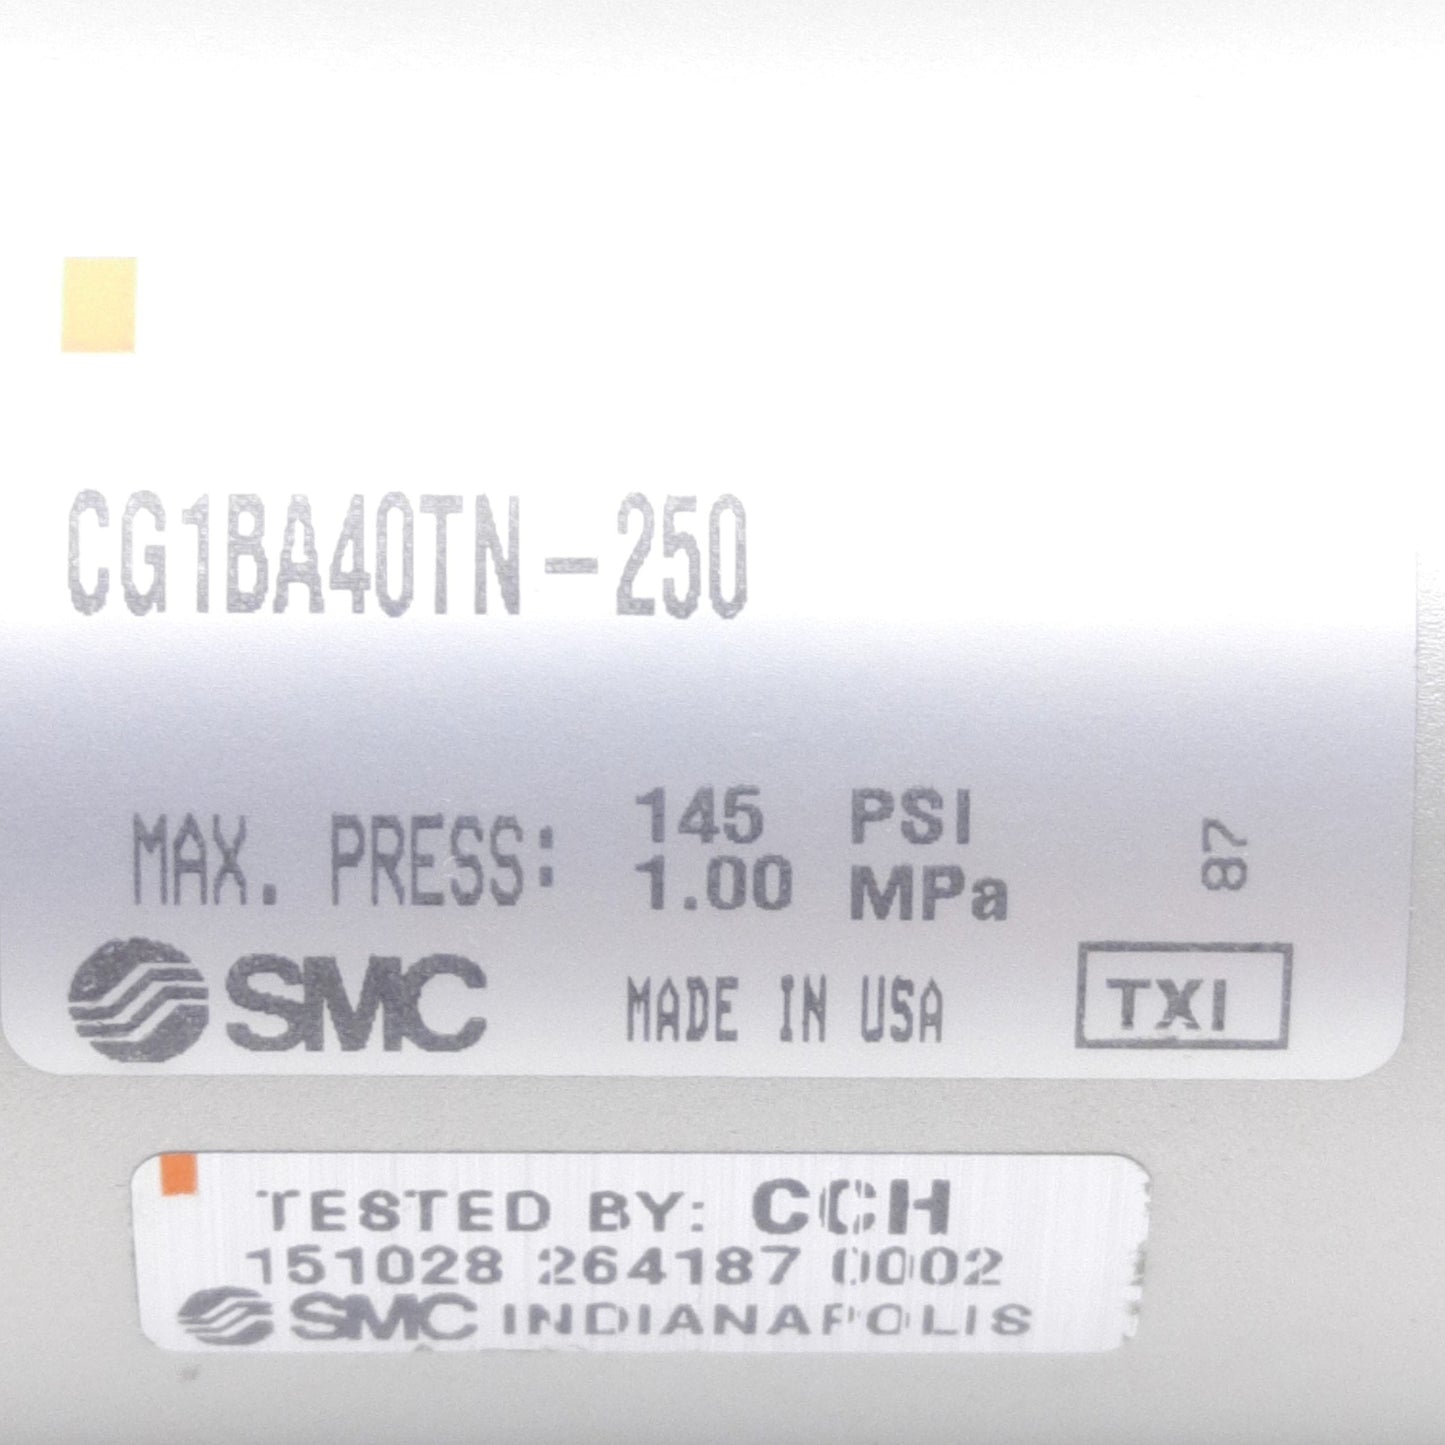 CG1BA40TN-250
MAX. PRESS: 145 PSI
1.00 MPa
87
SMC MADE IN USA TXI
TESTED BY: CCH
151028 264187 0002
SMC INDIANAPOLIS